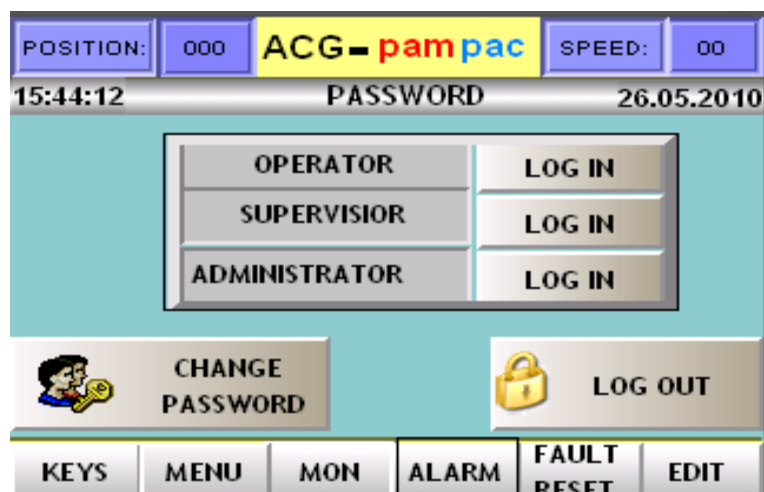 POSITION: 000 ACG-pampac SPEED: 00
15:44:12 PASSWORD 26.05.2010
OPERATOR LOG IN
SUPERVISIOR LOG IN
ADMINISTRATOR LOG IN
CHANGE
PASSWORD
LOG OUT
KEYS MENU MON ALARM FAULT RESET EDIT